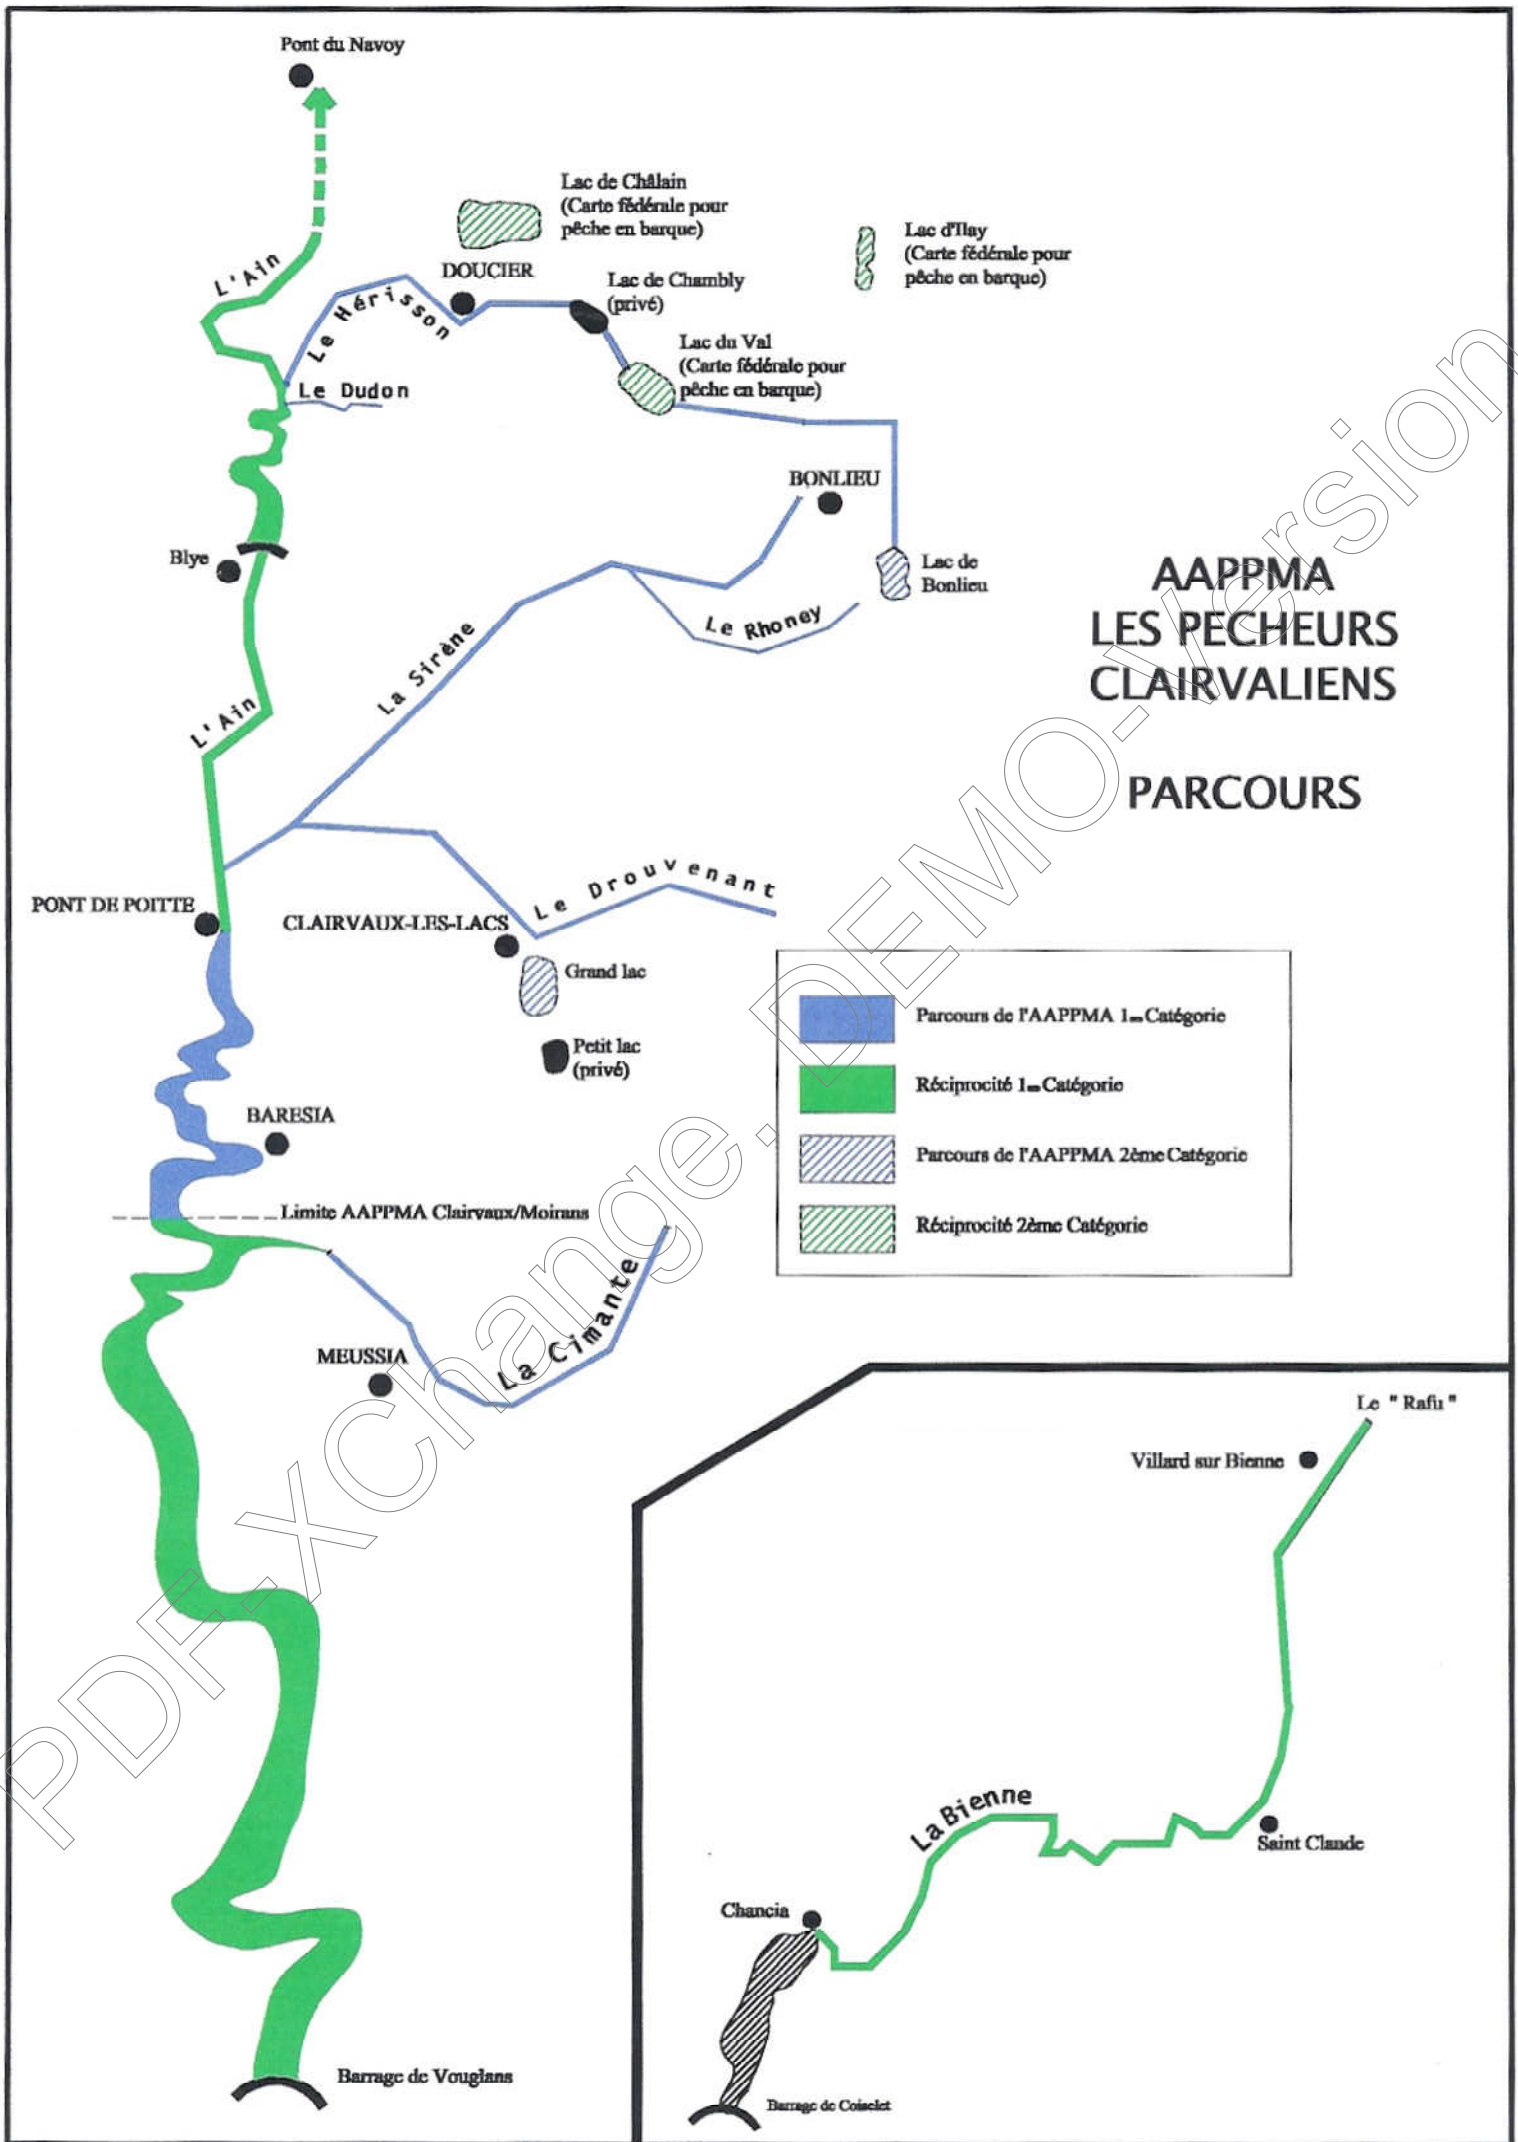 Pont du Navoy
Lac de Châlain
(Carte fédérale pour
pêche en barque)
Lac d'Ilay
(Carte fédérale pour
pêche en barque)
L'Ain
DOUCIER
Le Hérisson
Lac de Chambly
(privé)
Lac du Val
(Carte fédérale pour
pêche en barque)
Le Dudon
BONLIEU
Blye
Lac de
Bonlieu
AAPPMA
LES PECHEURS
CLAIRVALIENS
PARCOURS
Le Rhoney
La Sirène
L'Ain
PONT DE POITTE
CLAIRVAUX-LES-LACS
Le Drouvenant
Grand lac
Petit lac
(privé)
Parcours de l'AAPPMA 1ère Catégorie
Réciprocité 1ère Catégorie
Parcours de l'AAPPMA 2ème Catégorie
Réciprocité 2ème Catégorie
BARESIA
Limite AAPPMA Clairvaux/Moirans
MEUSSIA
La Cimante
Le "Rafu"
Villard sur Bienne
La Bienne
Saint Claude
Chancia
Barrage de Vouglans
Barrage de Coiselet
PDF-XChange.DEMO-Version